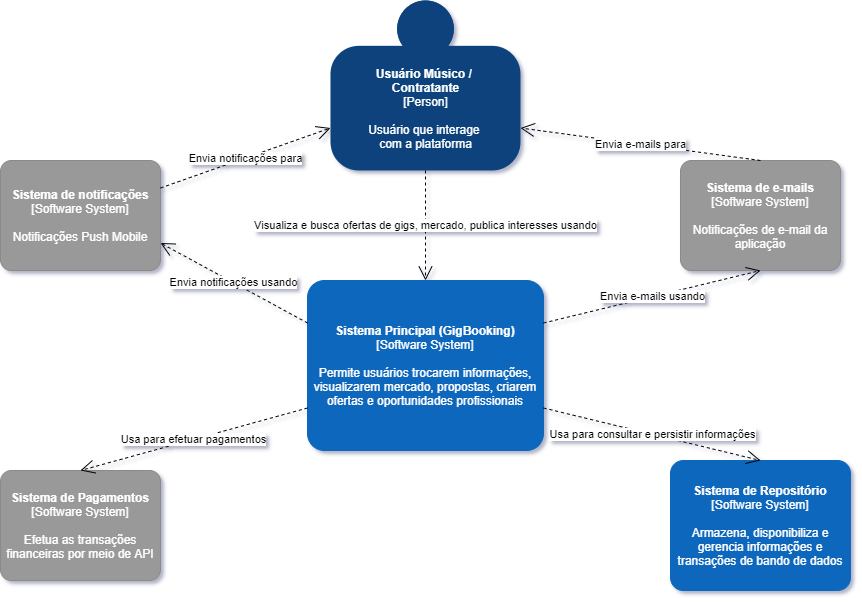 Usuário Músico /
Contratante
[Person]
Usuário que interage
com a plataforma
Envia notificações para
Envia e-mails para
Sistema de notificações
[Software System]
Notificações Push Mobile
Sistema de e-mails
[Software System]
Notificações de e-mail da
aplicação
Visualiza e busca ofertas de gigs, mercado, publica interesses usando
Envia notificações usando
Envia e-mails usando
Sistema Principal (GigBooking)
[Software System]
Permite usuários trocarem informações,
visualizarem mercado, propostas, criarem
ofertas e oportunidades profissionais
Usa para efetuar pagamentos
Usa para consultar e persistir informações
Sistema de Pagamentos
[Software System]
Efetua as transações
financeiras por meio de API
Sistema de Repositório
[Software System]
Armazena, disponibiliza e
gerencia informações e
transações de bando de dados